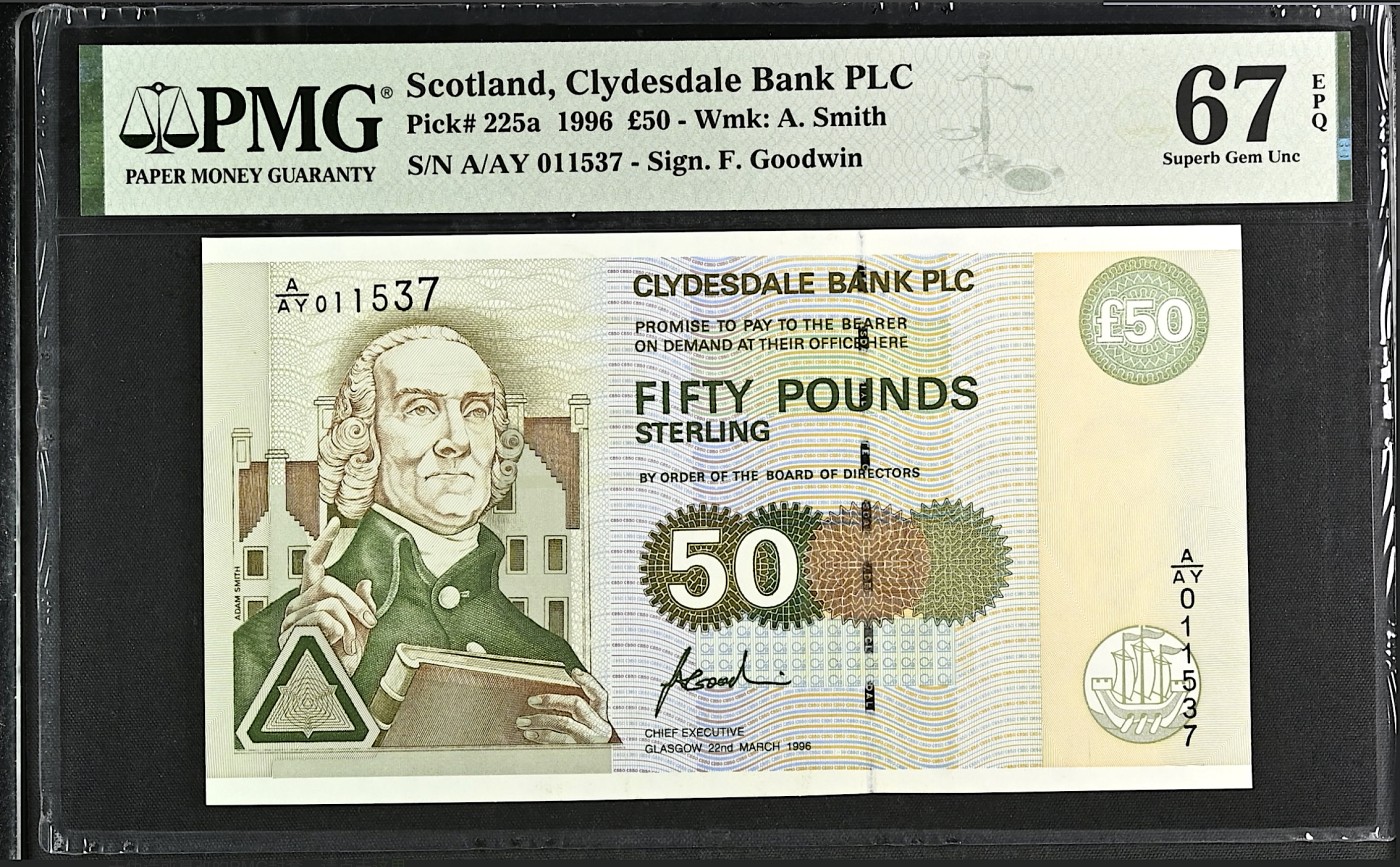 PMG®
PAPER MONEY GUARANTY
Scotland, Clydesdale Bank PLC
Pick# 225a 1996 £50 - Wmk: A. Smith
S/N A/AY 011537 - Sign. F. Goodwin
67
EPQ
Superb Gem Unc
A/AY 011537
CLYDESDALE BANK PLC
PROMISE TO PAY TO THE BEARER
ON DEMAND AT THEIR OFFICE HERE
FIFTY POUNDS
STERLING
BY ORDER OF THE BOARD OF DIRECTORS
£50
50
ADAM SMITH
CHIEF EXECUTIVE
GLASGOW 22nd MARCH 1996
A/AY 011537